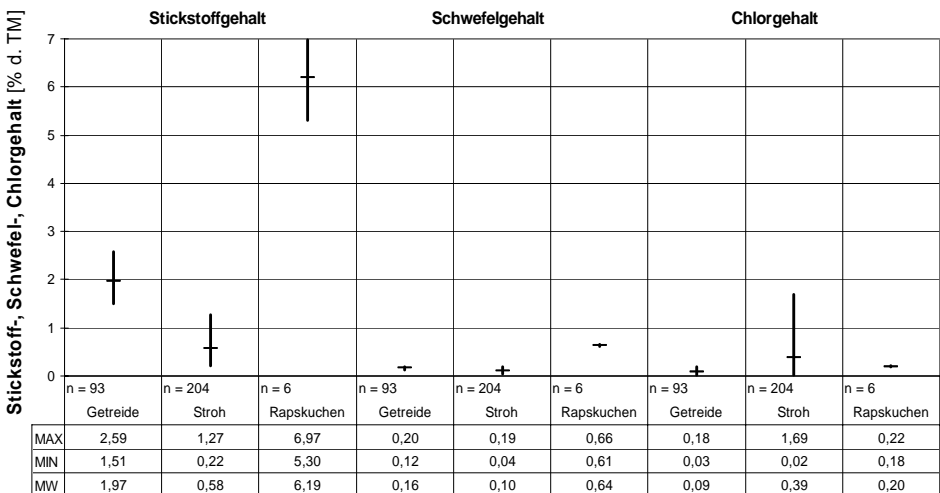 Stickstoffgehalt Schwefelgehalt Chlorgehalt
Stickstoff-, Schwefel-, Chlorgehalt [% d. TM]
7
6
5
4
3
2
1
0
n = 93 n = 204 n = 6 n = 93 n = 204 n = 6 n = 93 n = 204 n = 6
Getreide Stroh Rapskuchen Getreide Stroh Rapskuchen Getreide Stroh Rapskuchen
MAX 2,59 1,27 6,97 0,20 0,19 0,66 0,18 1,69 0,22
MIN 1,51 0,22 5,30 0,12 0,04 0,61 0,03 0,02 0,18
MW 1,97 0,58 6,19 0,16 0,10 0,64 0,09 0,39 0,20